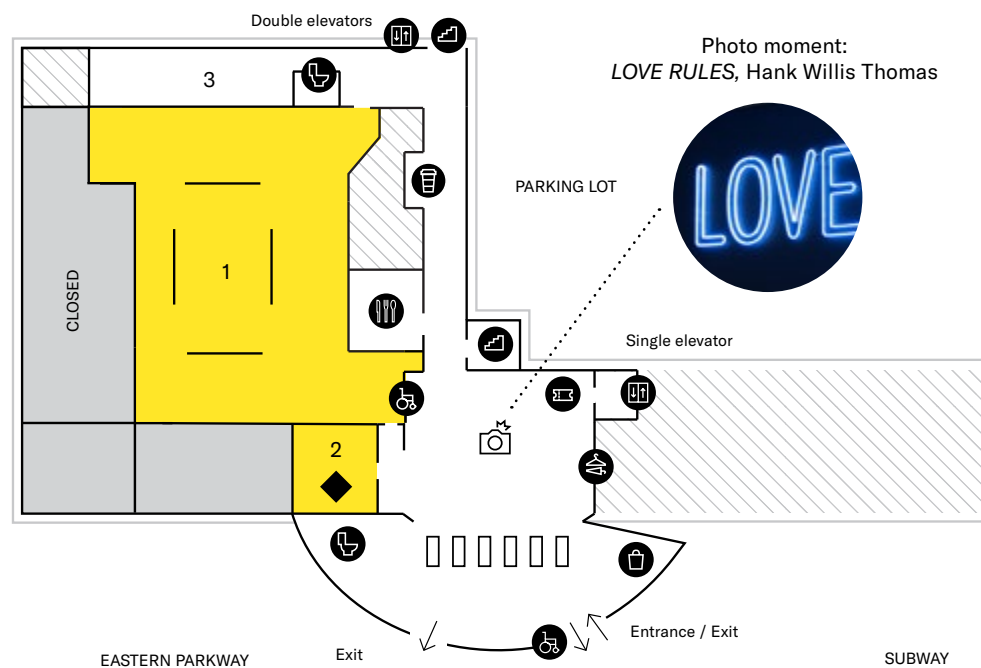 Double elevators
Photo moment:
LOVE RULES, Hank Willis Thomas
3
LOVE
PARKING LOT
1
CLOSED
Single elevator
2
Entrance / Exit
Exit
EASTERN PARKWAY
SUBWAY